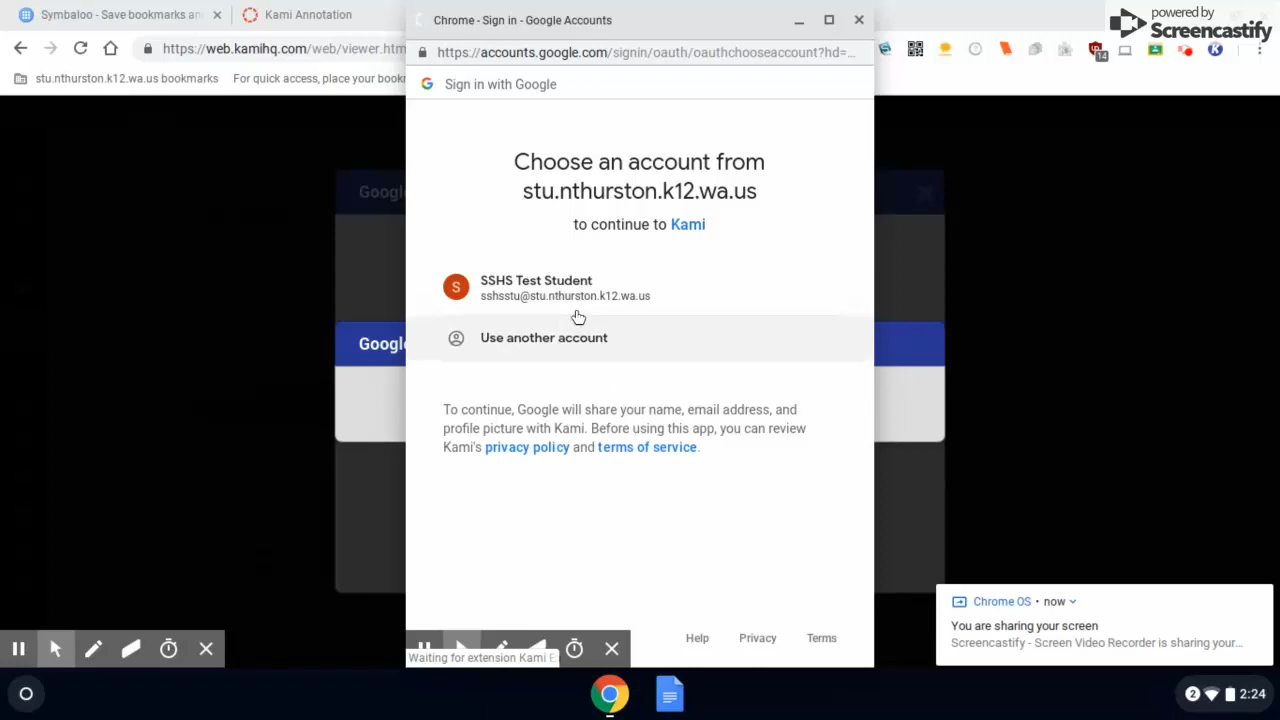 Symbaloo - Save bookmarks an
Kami Annotation
Chrome - Sign in - Google Accounts
powered by
Screencastify
https://web.kamihq.com/web/viewer.htm
https://accounts.google.com/signin/oauth/oauthchooseaccount?hd=...
14
stu.nthurston.k12.wa.us bookmarks
For quick access, place your book
Sign in with Google
Choose an account from
stu.nthurston.k12.wa.us
to continue to Kami
Google
S
SSHS Test Student
sshsstu@stu.nthurston.k12.wa.us
Use another account
Google
To continue, Google will share your name, email address, and
profile picture with Kami. Before using this app, you can review
Kami's privacy policy and terms of service.
Help
Privacy
Terms
Chrome OS • now
You are sharing your screen
Screencastify - Screen Video Recorder is sharing your...
Waiting for extension Kami E
2
2:24